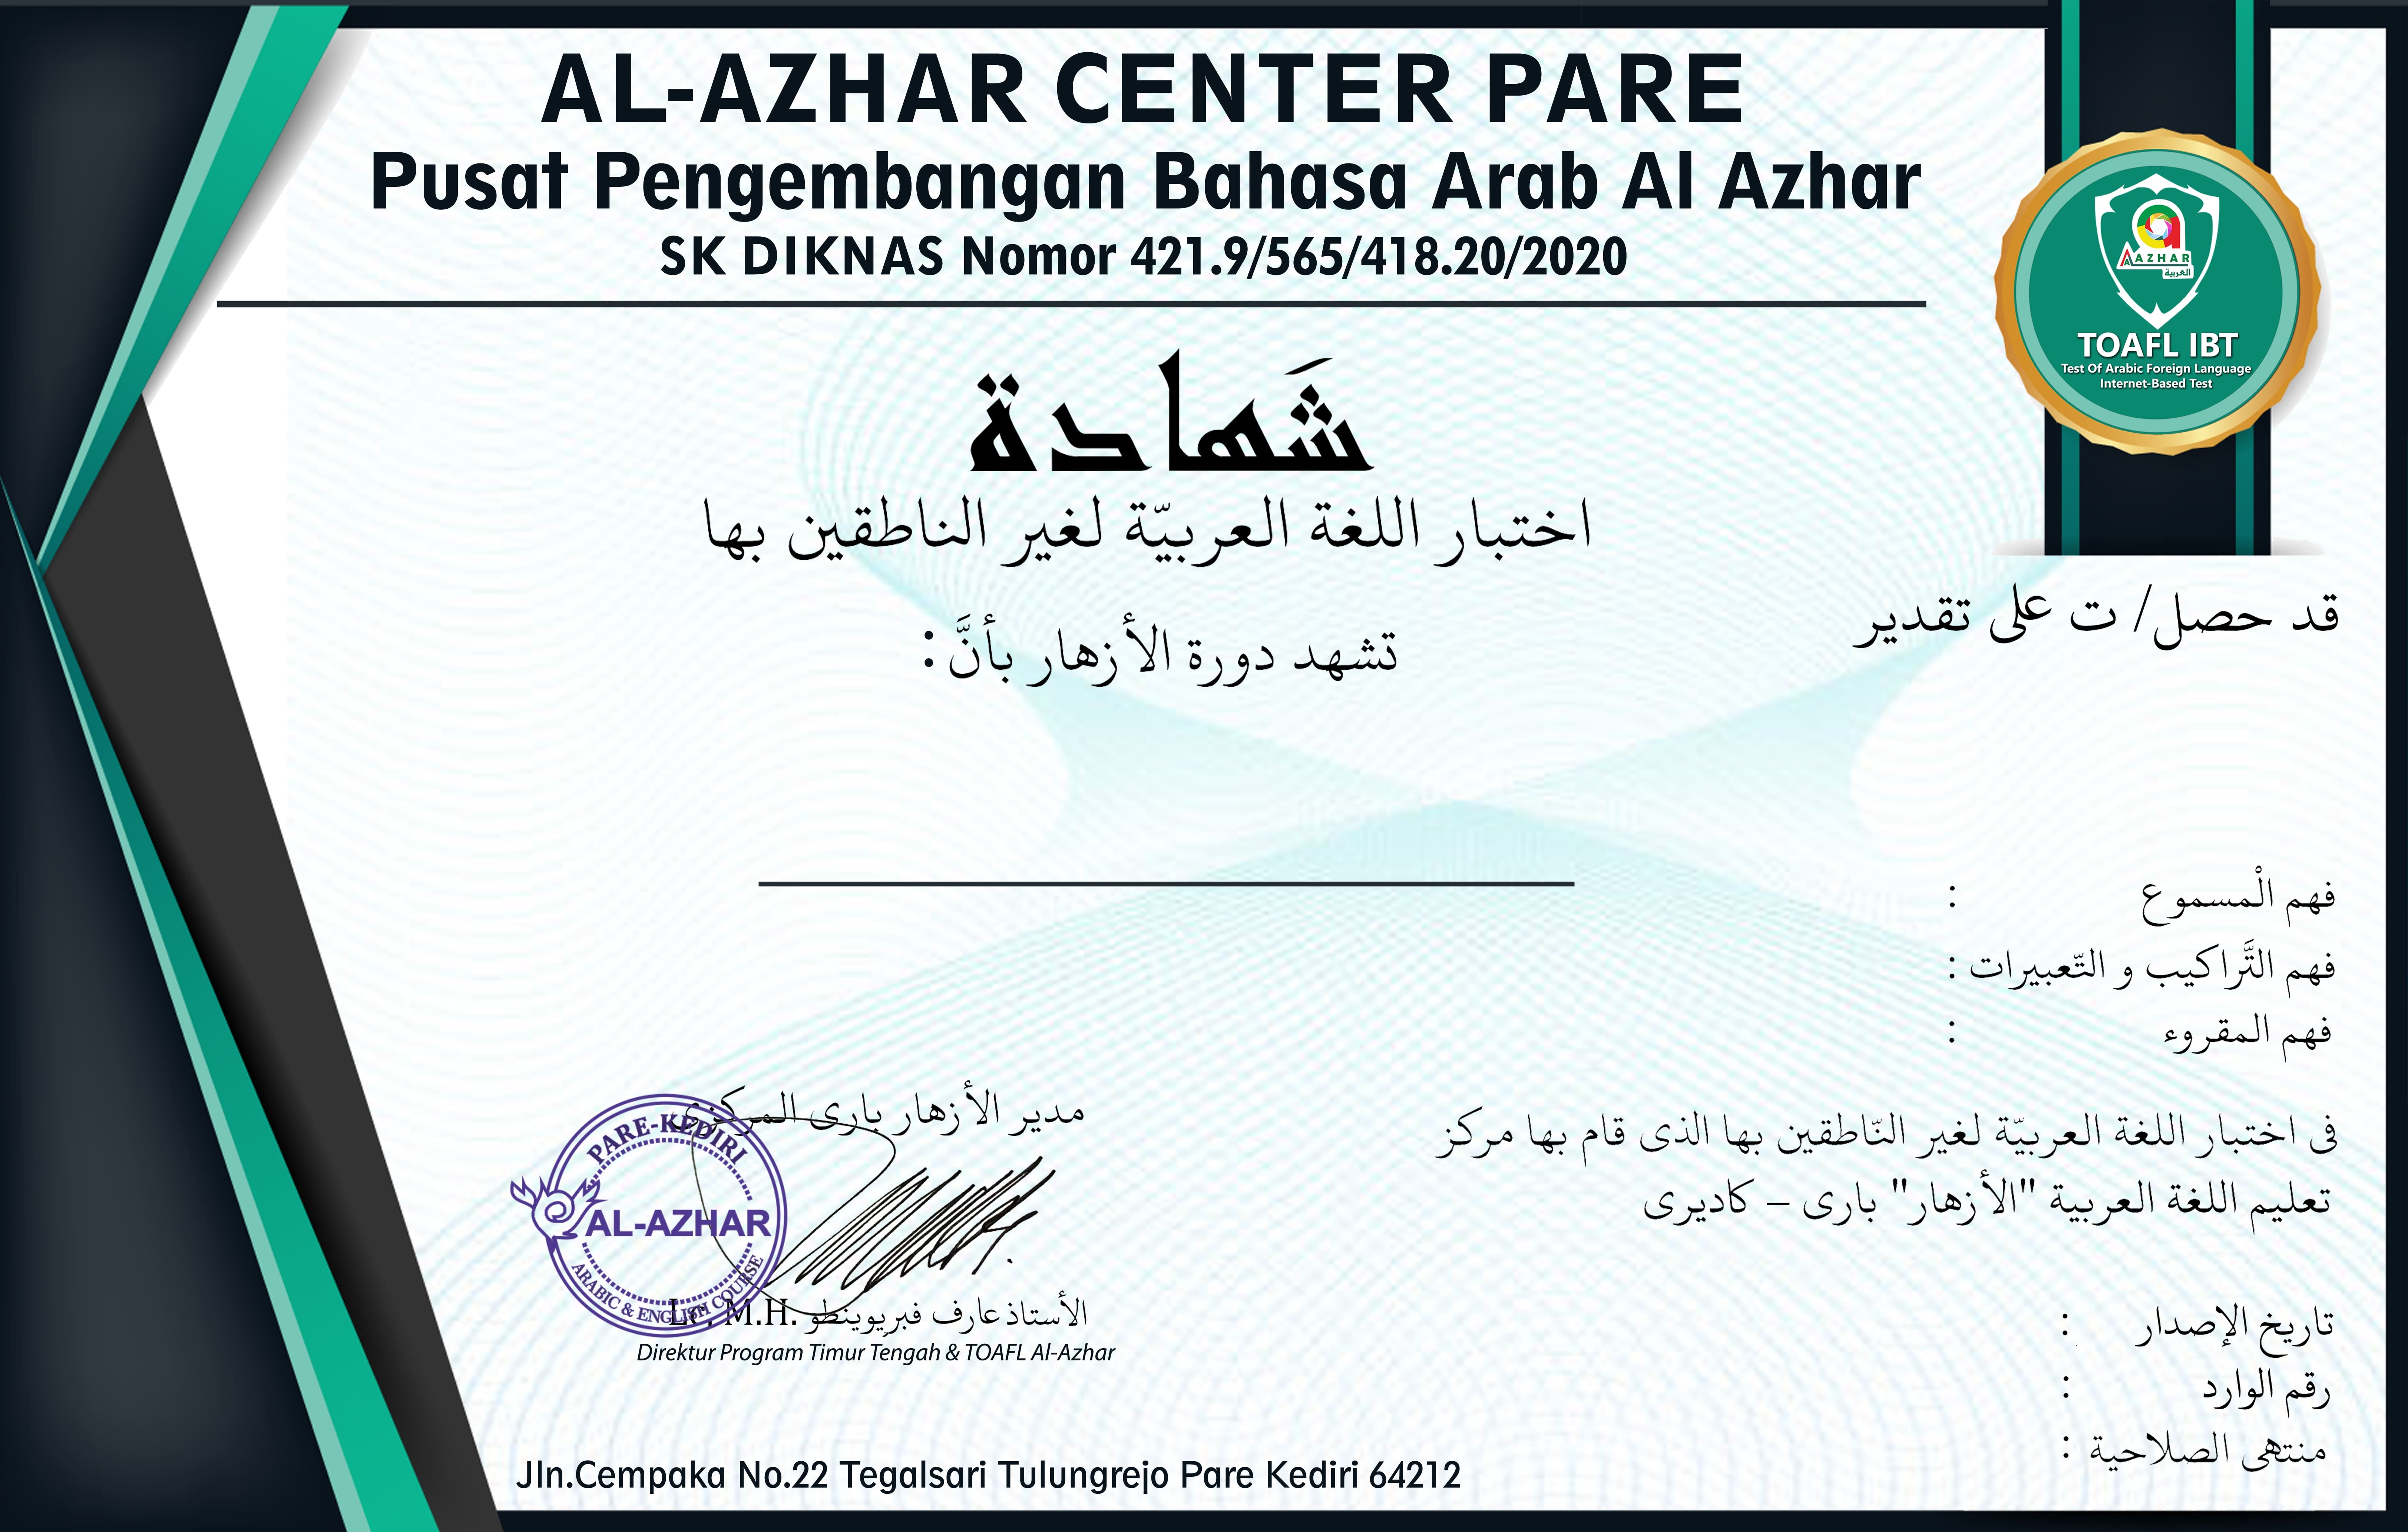 AL-AZHAR CENTER PARE
Pusat Pengembangan Bahasa Arab Al Azhar
SK DIKNAS Nomor 421.9/565/418.20/2020
AZHAR
العربية
TOAFL IBT
Test Of Arabic Foreign Language
Internet-Based Test
شَهادة
اختبار اللغة العربيّة لغير الناطقين بها
تشهد دورة الأزهار بأنَّ :
قد حصل/ ت على تقدير
فهم الْمسموع :
فهم التَّراكيب و التّعبيرات :
فهم المقروء :
فى اختبار اللغة العربيّة لغير النّاطقين بها الذى قام بها مركز
تعليم اللغة العربية "الأزهار" بارى – كاديرى
تاريخ الإصدار :
رقم الوارد :
منتهى الصلاحية :
مدير الأزهار بارى المركزى
PARE-KEDIRI
AL-AZHAR
ARABIC & ENGLISH COURSE
الأستاذ عارف فبريوينطو .M.H
Direktur Program Timur Tengah & TOAFL Al-Azhar
Jln.Cempaka No.22 Tegalsari Tulungrejo Pare Kediri 64212